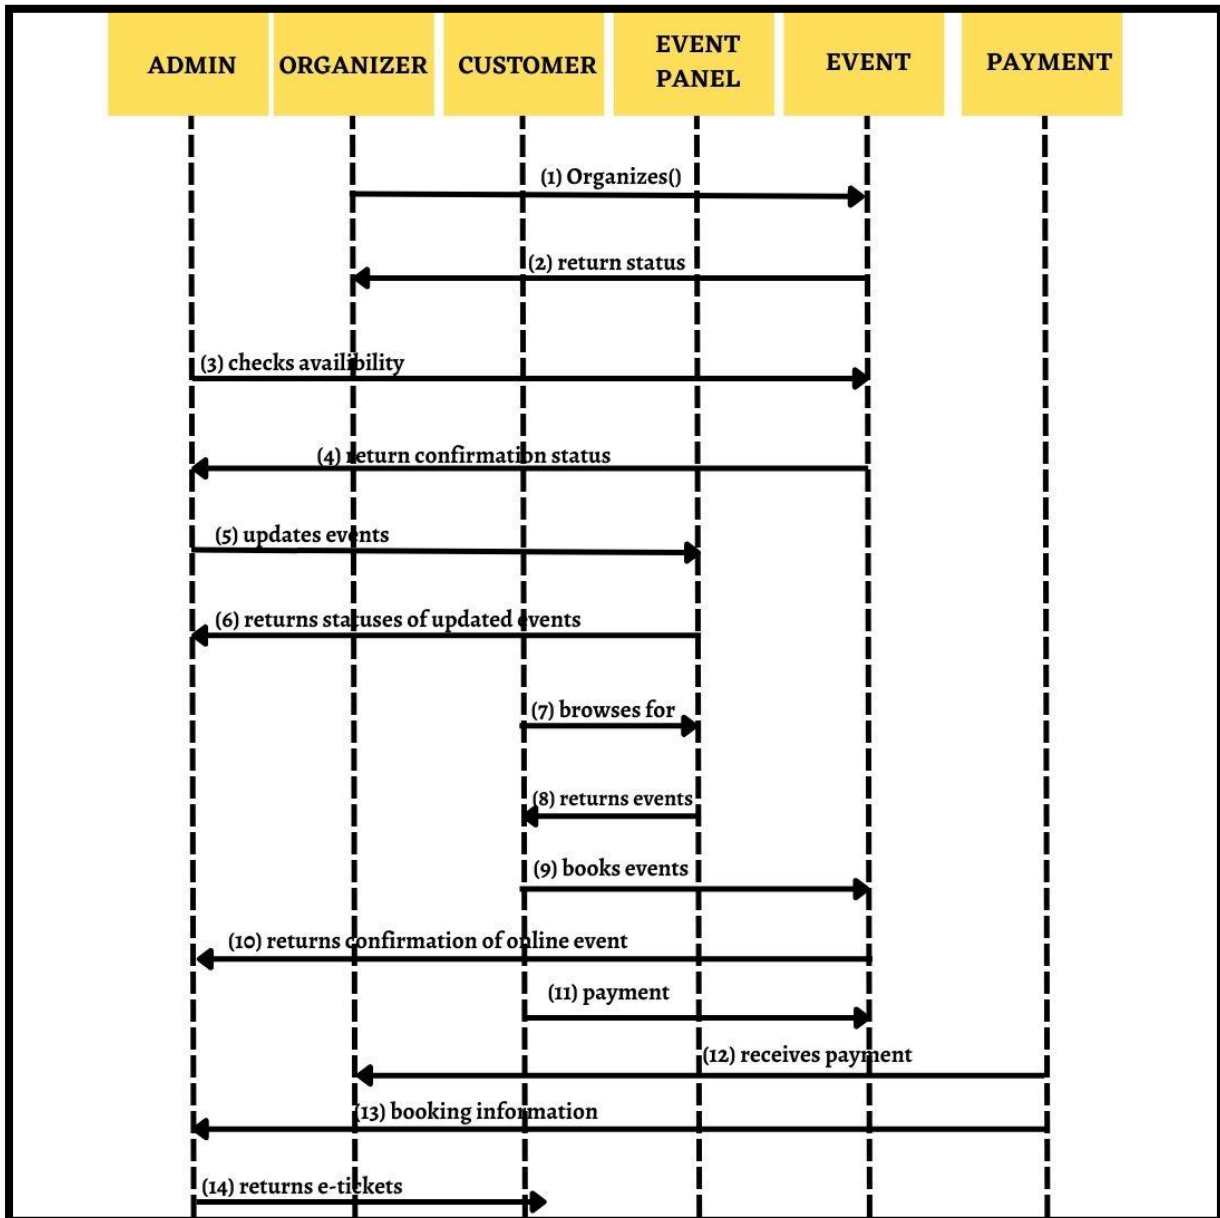 ADMIN
ORGANIZER
CUSTOMER
EVENT
PANEL
EVENT
PAYMENT
(1) Organizes()
(2) return status
(3) checks availibility
(4) return confirmation status
(5) updates events
(6) returns statuses of updated events
(7) browses for
(8) returns events
(9) books events
(10) returns confirmation of online event
(11) payment
(12) receives payment
(13) booking information
(14) returns e-tickets